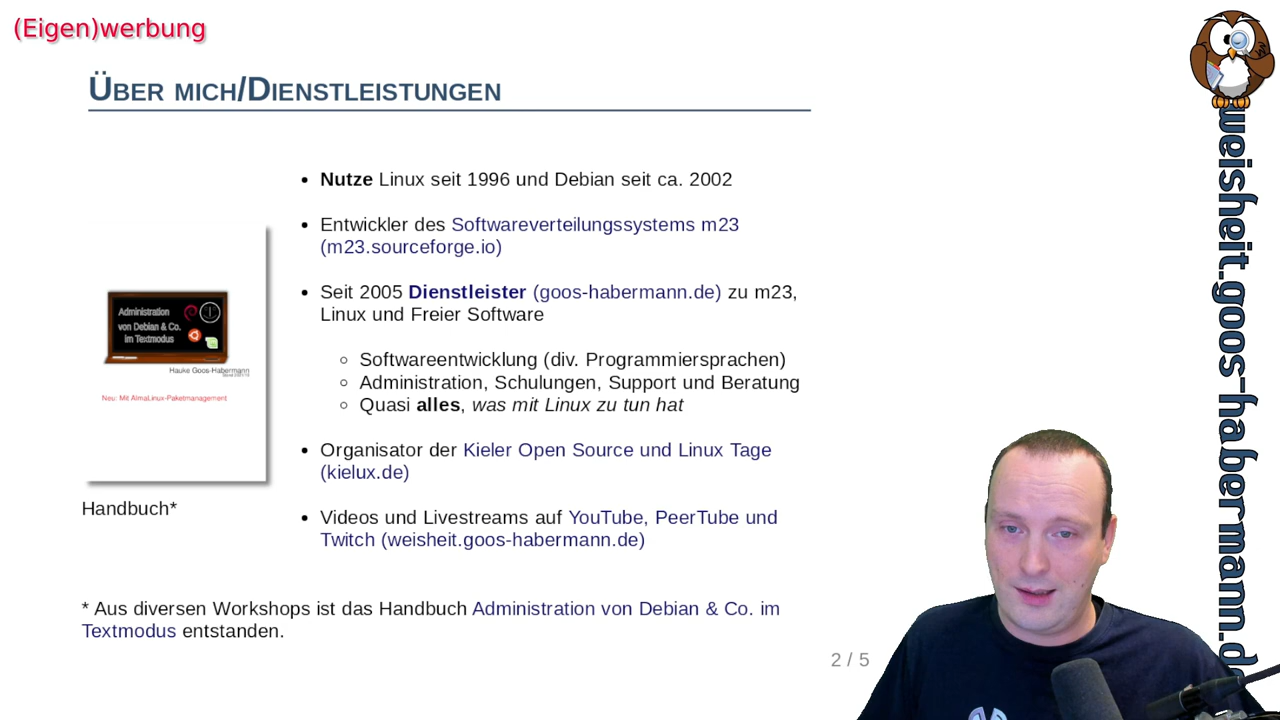 (Eigen)werbung
Über mich/Dienstleistungen
• Nutze Linux seit 1996 und Debian seit ca. 2002
• Entwickler des Softwareverteilungssystems m23
(m23.sourceforge.io)
• Seit 2005 Dienstleister (goos-habermann.de) zu m23,
Linux und Freier Software
◦ Softwareentwicklung (div. Programmiersprachen)
◦ Administration, Schulungen, Support und Beratung
◦ Quasi alles, was mit Linux zu tun hat
• Organisator der Kieler Open Source und Linux Tage
(kielux.de)
• Videos und Livestreams auf YouTube, PeerTube und
Twitch (weisheit.goos-habermann.de)
Administration
von Debian & Co.
im Textmodus
Hauke Goos-Habermann
Neu: Mit AlmaLinux-Paketmanagement
Handbuch*
* Aus diversen Workshops ist das Handbuch Administration von Debian & Co. im
Textmodus entstanden.
2 / 5
weisheit.goos-habermann.d